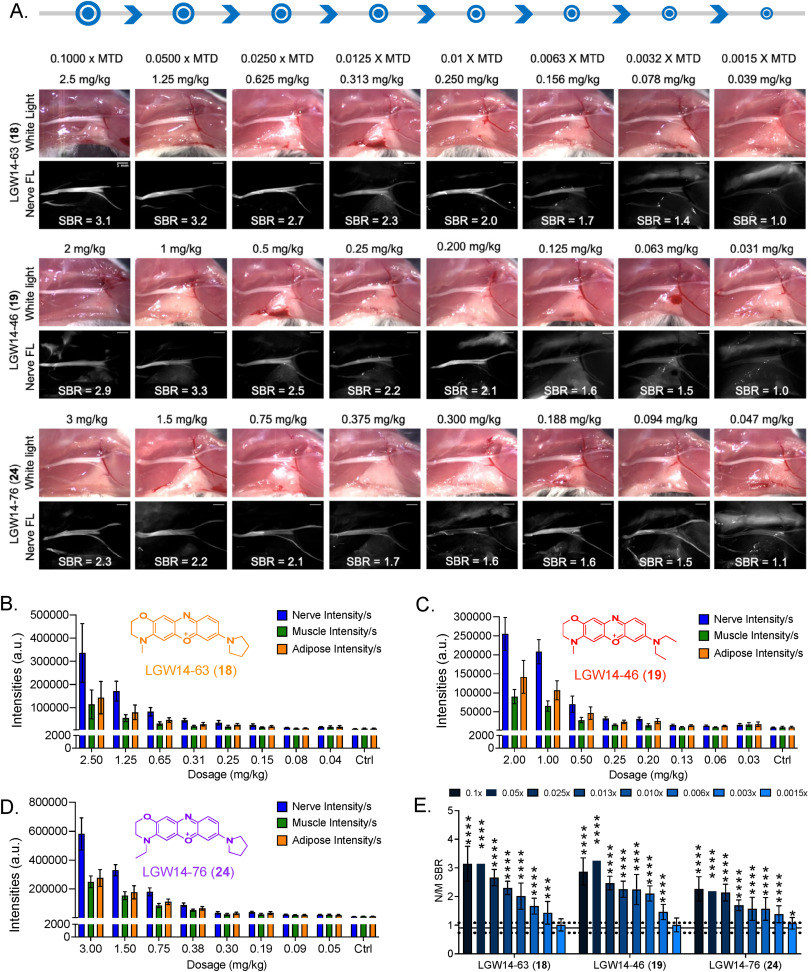 A.
0.1000 x MTD 0.0500 x MTD 0.0250 x MTD 0.0125 X MTD 0.01 X MTD 0.0063 X MTD 0.0032 X MTD 0.0015 X MTD
2.5 mg/kg 1.25 mg/kg 0.625 mg/kg 0.313 mg/kg 0.250 mg/kg 0.156 mg/kg 0.078 mg/kg 0.039 mg/kg
LGW14-63 (18)
White Light
Nerve FL
1 mm
SBR = 3.1 SBR = 3.2 SBR = 2.7 SBR = 2.3 SBR = 2.0 SBR = 1.7 SBR = 1.4 SBR = 1.0
2 mg/kg 1 mg/kg 0.5 mg/kg 0.25 mg/kg 0.200 mg/kg 0.125 mg/kg 0.063 mg/kg 0.031 mg/kg
LGW14-46 (19)
White light
Nerve FL
SBR = 2.9 SBR = 3.3 SBR = 2.5 SBR = 2.2 SBR = 2.1 SBR = 1.6 SBR = 1.5 SBR = 1.0
3 mg/kg 1.5 mg/kg 0.75 mg/kg 0.375 mg/kg 0.300 mg/kg 0.188 mg/kg 0.094 mg/kg 0.047 mg/kg
LGW14-76 (24)
White light
Nerve FL
SBR = 2.3 SBR = 2.2 SBR = 2.1 SBR = 1.7 SBR = 1.6 SBR = 1.6 SBR = 1.5 SBR = 1.1
B.
Intensities (a.u.)
500000
400000
300000
200000
100000
2000
0
O N N O + N
LGW14-63 (18)
Nerve Intensity/s
Muscle Intensity/s
Adipose Intensity/s
2.50 1.25 0.65 0.31 0.25 0.15 0.08 0.04 Ctrl
Dosage (mg/kg)
C.
Intensities (a.u.)
300000
250000
200000
150000
100000
50000
2000
0
O N N O + N
LGW14-46 (19)
Nerve Intensity/s
Muscle Intensity/s
Adipose Intensity/s
2.00 1.00 0.50 0.25 0.20 0.13 0.06 0.03 Ctrl
Dosage (mg/kg)
D.
Intensities (a.u.)
800000
600000
400000
200000
2000
0
O N N O + N
LGW14-76 (24)
Nerve Intensity/s
Muscle Intensity/s
Adipose Intensity/s
3.00 1.50 0.75 0.38 0.30 0.19 0.09 0.05 Ctrl
Dosage (mg/kg)
0.1x 0.05x 0.025x 0.013x 0.010x 0.006x 0.003x 0.0015x
E.
N/M SBR
5
4
3
2
1
0
**** **** **** **** **** **** ***
**** **** **** **** **** **** ****
**** **** **** **** **** **** **** *
LGW14-63 (18) LGW14-46 (19) LGW14-76 (24)